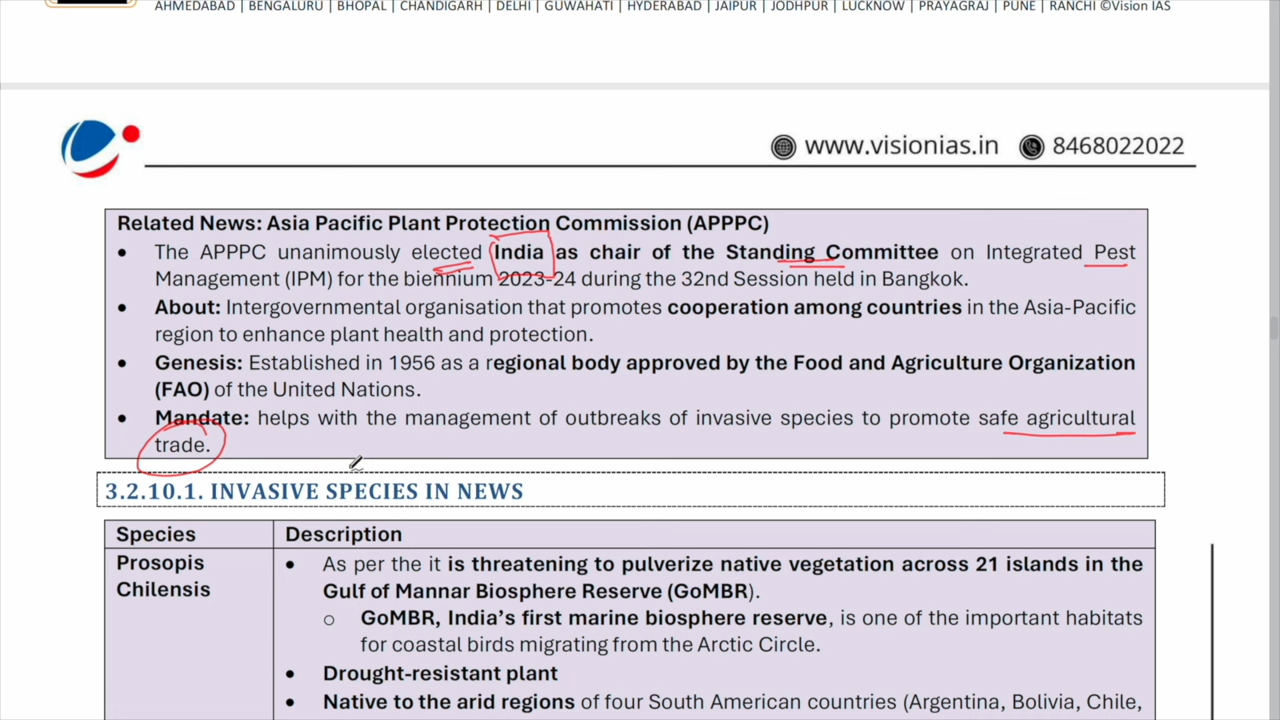 AHMEDABAD | BENGALURU | BHOPAL | CHANDIGARH | DELHI | GUWAHATI | HYDERABAD | JAIPUR | JODHPUR | LUCKNOW | PRAYAGRAJ | PUNE | RANCHI ©Vision IAS
www.visionias.in 8468022022
Related News: Asia Pacific Plant Protection Commission (APPPC)
• The APPPC unanimously elected India as chair of the Standing Committee on Integrated Pest
Management (IPM) for the biennium 2023-24 during the 32nd Session held in Bangkok.
• About: Intergovernmental organisation that promotes cooperation among countries in the Asia-Pacific
region to enhance plant health and protection.
• Genesis: Established in 1956 as a regional body approved by the Food and Agriculture Organization
(FAO) of the United Nations.
• Mandate: helps with the management of outbreaks of invasive species to promote safe agricultural
trade.
3.2.10.1. INVASIVE SPECIES IN NEWS
Species Description
Prosopis • As per the it is threatening to pulverize native vegetation across 21 islands in the
Chilensis Gulf of Mannar Biosphere Reserve (GoMBR).
o GoMBR, India's first marine biosphere reserve, is one of the important habitats
for coastal birds migrating from the Arctic Circle.
• Drought-resistant plant
• Native to the arid regions of four South American countries (Argentina, Bolivia, Chile,